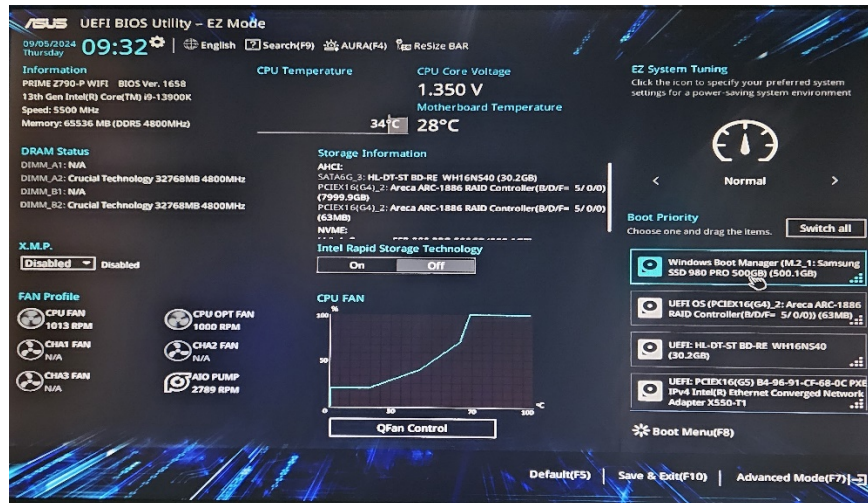 ASUS UEFI BIOS Utility – EZ Mode
09/05/2024
Thursday
09:32
English
Search(F9)
AURA(F4)
ReSize BAR
Information
PRIME Z790-P WIFI BIOS Ver. 1658
13th Gen Intel(R) Core(TM) i9-13900K
Speed: 5500 MHz
Memory: 65536 MB (DDR5 4800MHz)
CPU Temperature
34°C
CPU Core Voltage
1.350 V
Motherboard Temperature
28°C
EZ System Tuning
Click the icon to specify your preferred system
settings for a power-saving system environment
< Normal >
DRAM Status
DIMM_A1: N/A
DIMM_A2: Crucial Technology 32768MB 4800MHz
DIMM_B1: N/A
DIMM_B2: Crucial Technology 32768MB 4800MHz
Storage Information
AHCI:
SATA6G_3: HL-DT-ST BD-RE WH16NS40 (30.2GB)
PCIEX16(G4)_2: Areca ARC-1886 RAID Controller(B/D/F= 5/ 0/0)
(7999.9GB)
PCIEX16(G4)_2: Areca ARC-1886 RAID Controller(B/D/F= 5/ 0/0)
(63MB)
NVME:
X.M.P.
Disabled
Disabled
Intel Rapid Storage Technology
On
Off
Boot Priority
Choose one and drag the items.
Switch all
Windows Boot Manager (M.2_1: Samsung
SSD 980 PRO 500GB) (500.1GB)
UEFI OS (PCIEX16(G4)_2: Areca ARC-1886
RAID Controller(B/D/F= 5/ 0/0)) (63MB)
UEFI: HL-DT-ST BD-RE WH16NS40
(30.2GB)
UEFI: PCIEX16(G5) B4-96-91-CF-68-0C PXE
IPv4 Intel(R) Ethernet Converged Network
Adapter X550-T1
Boot Menu(F8)
FAN Profile
CPU FAN
1013 RPM
CPU OPT FAN
1000 RPM
CHA1 FAN
N/A
CHA2 FAN
N/A
CHA3 FAN
N/A
AIO PUMP
2789 RPM
CPU FAN
%
100
50
0
30
70
100
°C
QFan Control
Default(F5)
Save & Exit(F10)
Advanced Mode(F7)